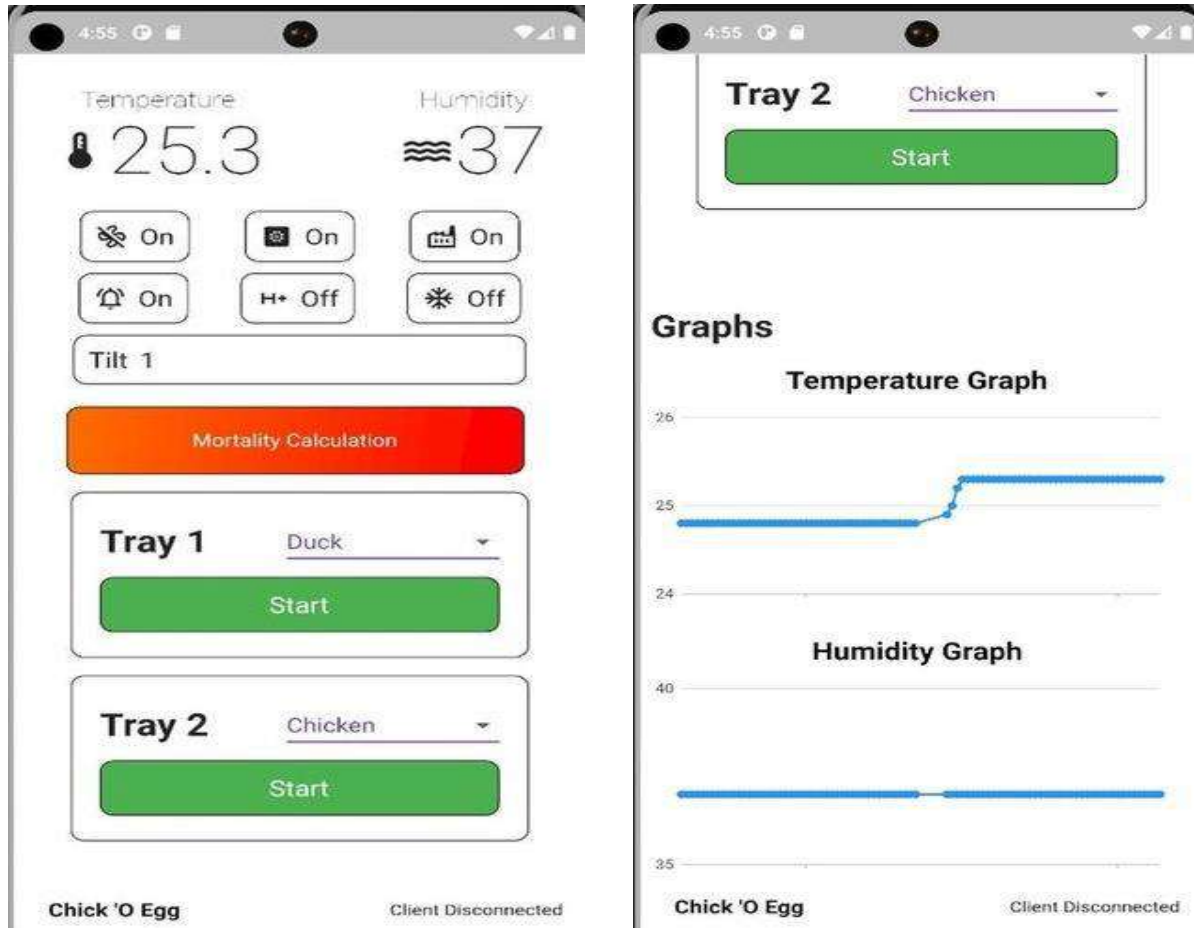 4:55
Temperature Humidity
25.3 37
On On On
On H+ Off Off
Tilt 1
Mortality Calculation
Tray 1 Duck
Start
Tray 2 Chicken
Start
Chick 'O Egg Client Disconnected
4:55
Tray 2 Chicken
Start
Graphs
Temperature Graph
26
25
24
Humidity Graph
40
35
Chick 'O Egg Client Disconnected